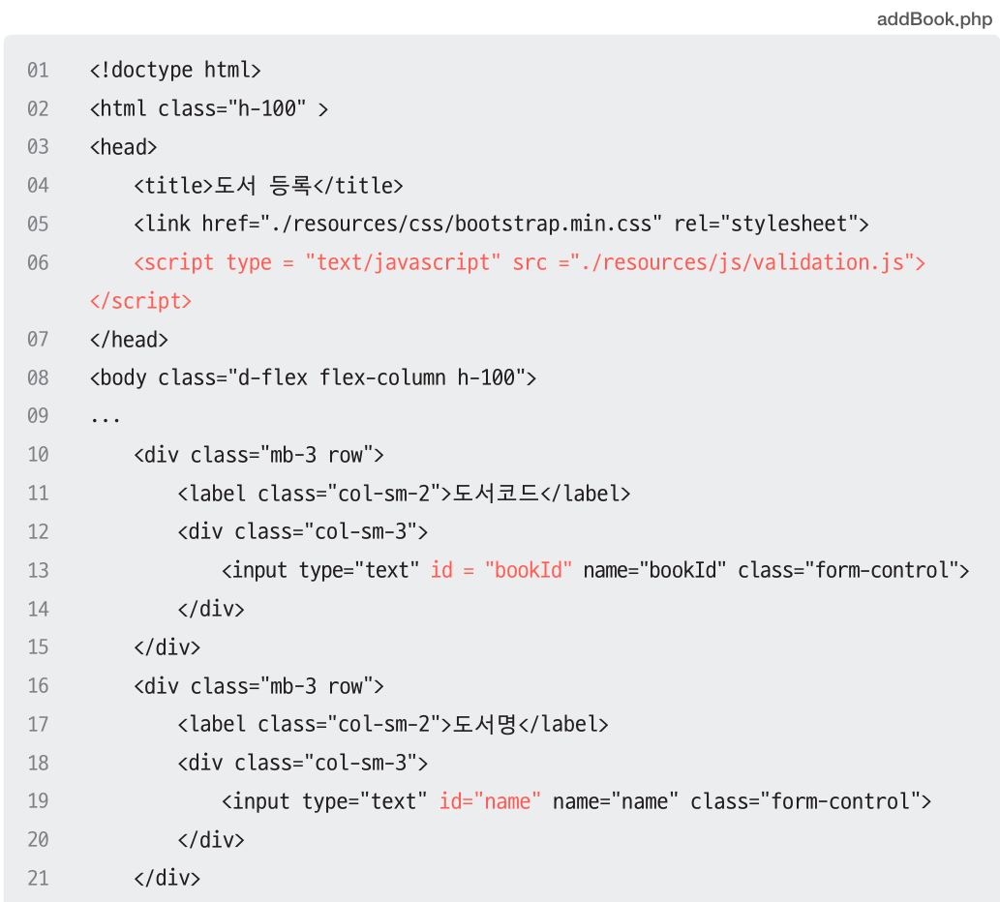 addBook.php
01 <!doctype html>
02 <html class="h-100" >
03 <head>
04 <title>도서 등록</title>
05 <link href="./resources/css/bootstrap.min.css" rel="stylesheet">
06 <script type = "text/javascript" src ="./resources/js/validation.js">
</script>
07 </head>
08 <body class="d-flex flex-column h-100">
09 ...
10 <div class="mb-3 row">
11 <label class="col-sm-2">도서코드</label>
12 <div class="col-sm-3">
13 <input type="text" id = "bookId" name="bookId" class="form-control">
14 </div>
15 </div>
16 <div class="mb-3 row">
17 <label class="col-sm-2">도서명</label>
18 <div class="col-sm-3">
19 <input type="text" id="name" name="name" class="form-control">
20 </div>
21 </div>